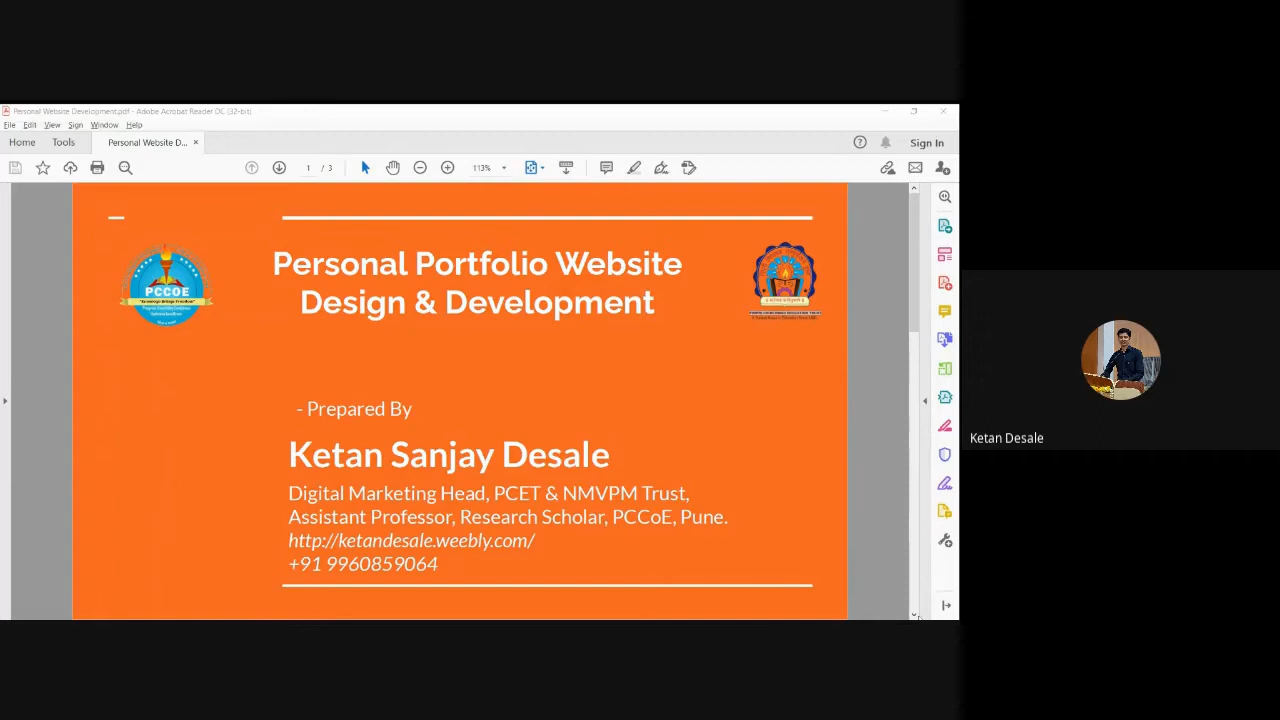 Personal Website Development.pdf - Adobe Acrobat Reader DC (32-bit)
File Edit View Sign Window Help
Home Tools Personal Website D... × Sign In
1 / 3 113%
Personal Portfolio Website
Design & Development
PCCOE
- Prepared By
Ketan Sanjay Desale
Digital Marketing Head, PCET & NMVPM Trust,
Assistant Professor, Research Scholar, PCCoE, Pune.
http://ketandesale.weebly.com/
+91 9960859064
Ketan Desale